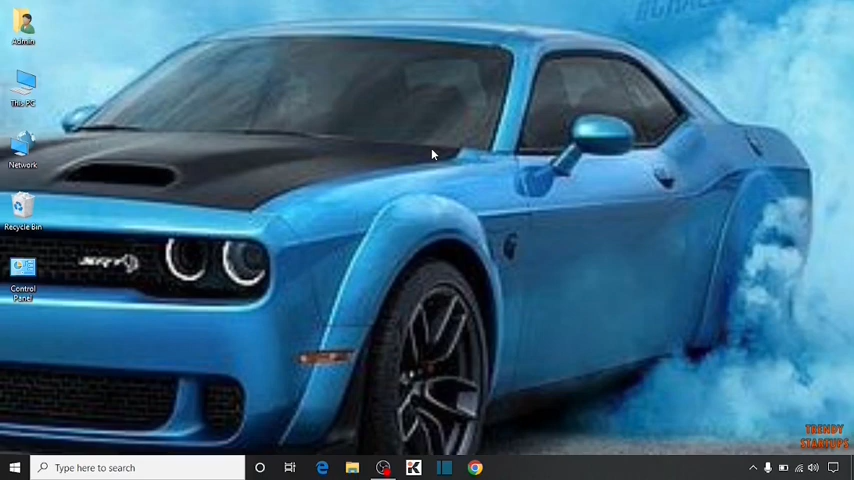 Admin
This PC
Network
Recycle Bin
Control
Panel
SRT
TRENDY
STARTUPS
Type here to search